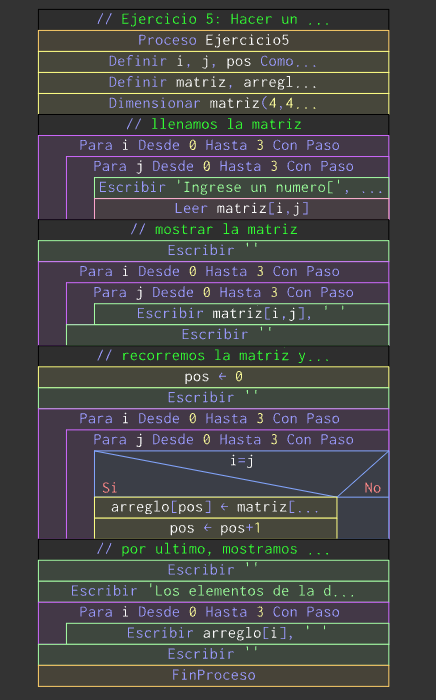 // Ejercicio 5: Hacer un ...
Proceso Ejercicio5
Definir i, j, pos Como...
Definir matriz, arregl...
Dimensionar matriz(4,4...
// llenamos la matriz
Para i Desde 0 Hasta 3 Con Paso
Para j Desde 0 Hasta 3 Con Paso
Escribir 'Ingrese un numero[', ...
Leer matriz[i,j]
// mostrar la matriz
Escribir ''
Para i Desde 0 Hasta 3 Con Paso
Para j Desde 0 Hasta 3 Con Paso
Escribir matriz[i,j], ' '
Escribir ''
// recorremos la matriz y...
pos ← 0
Escribir ''
Para i Desde 0 Hasta 3 Con Paso
Para j Desde 0 Hasta 3 Con Paso
i=j
Si No
arreglo[pos] ← matriz[...
pos ← pos+1
// por ultimo, mostramos ...
Escribir ''
Escribir 'Los elementos de la d...
Para i Desde 0 Hasta 3 Con Paso
Escribir arreglo[i], ' '
Escribir ''
FinProceso